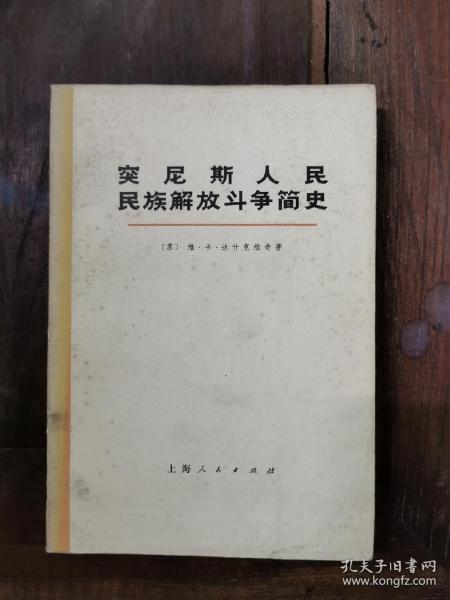 突尼斯人民
民族解放斗争简史
〔苏〕维·卡·达什克维奇著
上海人民出版社
孔夫子旧书网
www.kongfz.com